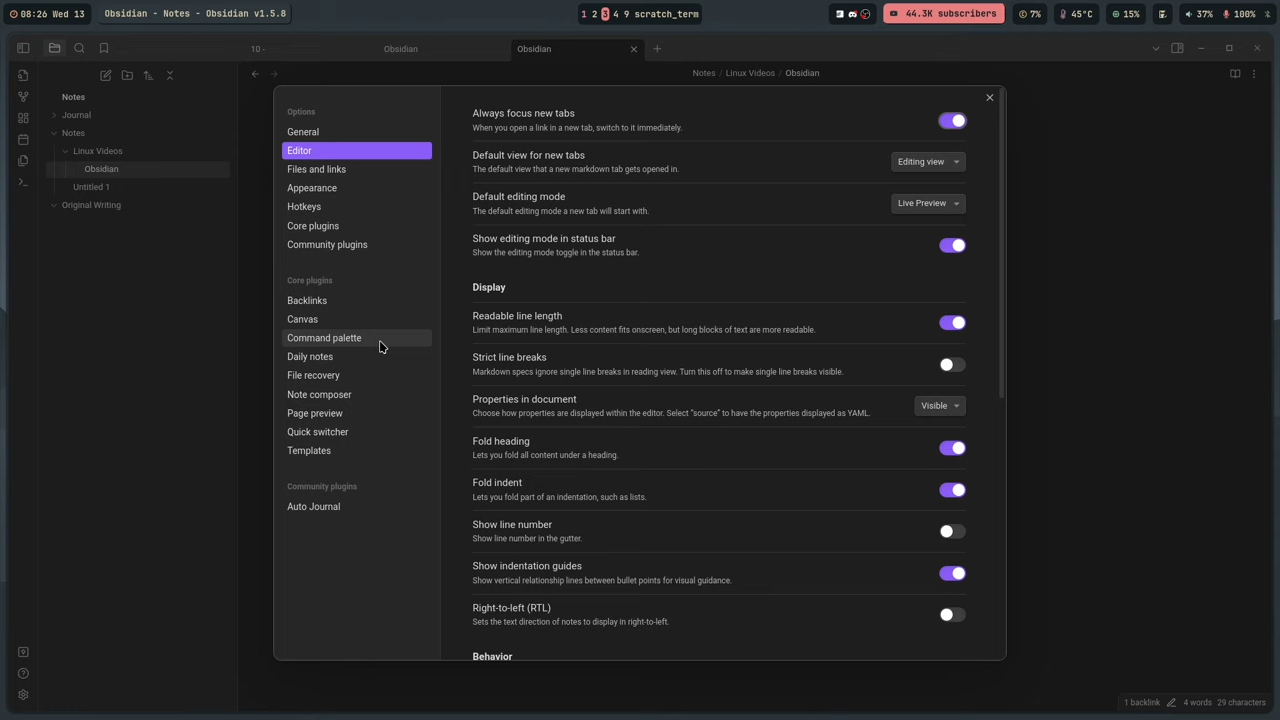 08:26 Wed 13
Obsidian - Notes - Obsidian v1.5.8
1 2 3 4 9 scratch_term
44.3K subscribers
7%
45°C
15%
37%
100%
10 -
Obsidian
Obsidian
Notes / Linux Videos / Obsidian
Notes
Journal
Notes
Linux Videos
Obsidian
Untitled 1
Original Writing
Options
General
Editor
Files and links
Appearance
Hotkeys
Core plugins
Community plugins
Core plugins
Backlinks
Canvas
Command palette
Daily notes
File recovery
Note composer
Page preview
Quick switcher
Templates
Community plugins
Auto Journal
Always focus new tabs
When you open a link in a new tab, switch to it immediately.
Default view for new tabs
The default view that a new markdown tab gets opened in.
Editing view
Default editing mode
The default editing mode a new tab will start with.
Live Preview
Show editing mode in status bar
Show the editing mode toggle in the status bar.
Display
Readable line length
Limit maximum line length. Less content fits onscreen, but long blocks of text are more readable.
Strict line breaks
Markdown specs ignore single line breaks in reading view. Turn this off to make single line breaks visible.
Properties in document
Choose how properties are displayed within the editor. Select "source" to have the properties displayed as YAML.
Visible
Fold heading
Lets you fold all content under a heading.
Fold indent
Lets you fold part of an indentation, such as lists.
Show line number
Show line number in the gutter.
Show indentation guides
Show vertical relationship lines between bullet points for visual guidance.
Right-to-left (RTL)
Sets the text direction of notes to display in right-to-left.
Behavior
1 backlink
4 words
29 characters